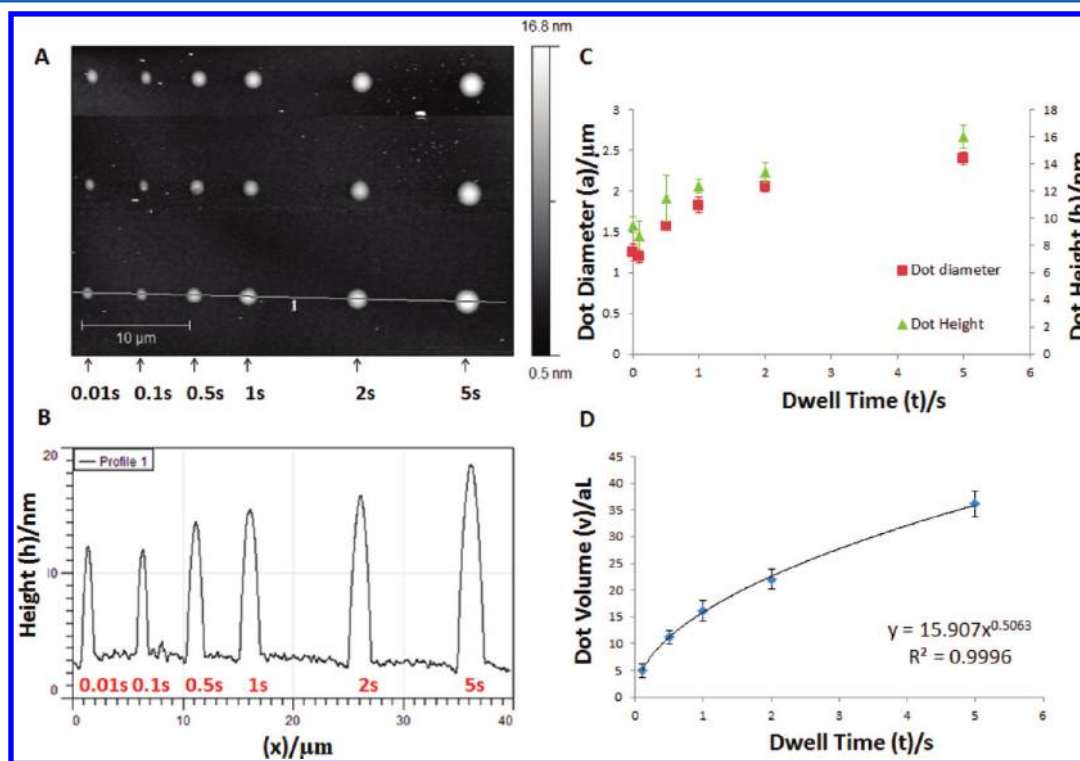 A
16.8 nm
1
10 µm
0.5 nm
0.01s 0.1s 0.5s 1s 2s 5s
B
20
Profile 1
10
0
Height (h)/nm
0.01s 0.1s 0.5s 1s 2s 5s
0 10 20 30 40
(x)/µm
C
3
2.5
2
1.5
1
0.5
0
Dot Diameter (a)/µm
18
16
14
12
10
8
6
4
2
0
Dot Height (h)/nm
Dot diameter
Dot Height
0 1 2 3 4 5 6
Dwell Time (t)/s
D
45
40
35
30
25
20
15
10
5
0
Dot Volume (v)/aL
y = 15.907x^0.5063
R² = 0.9996
0 1 2 3 4 5 6
Dwell Time (t)/s